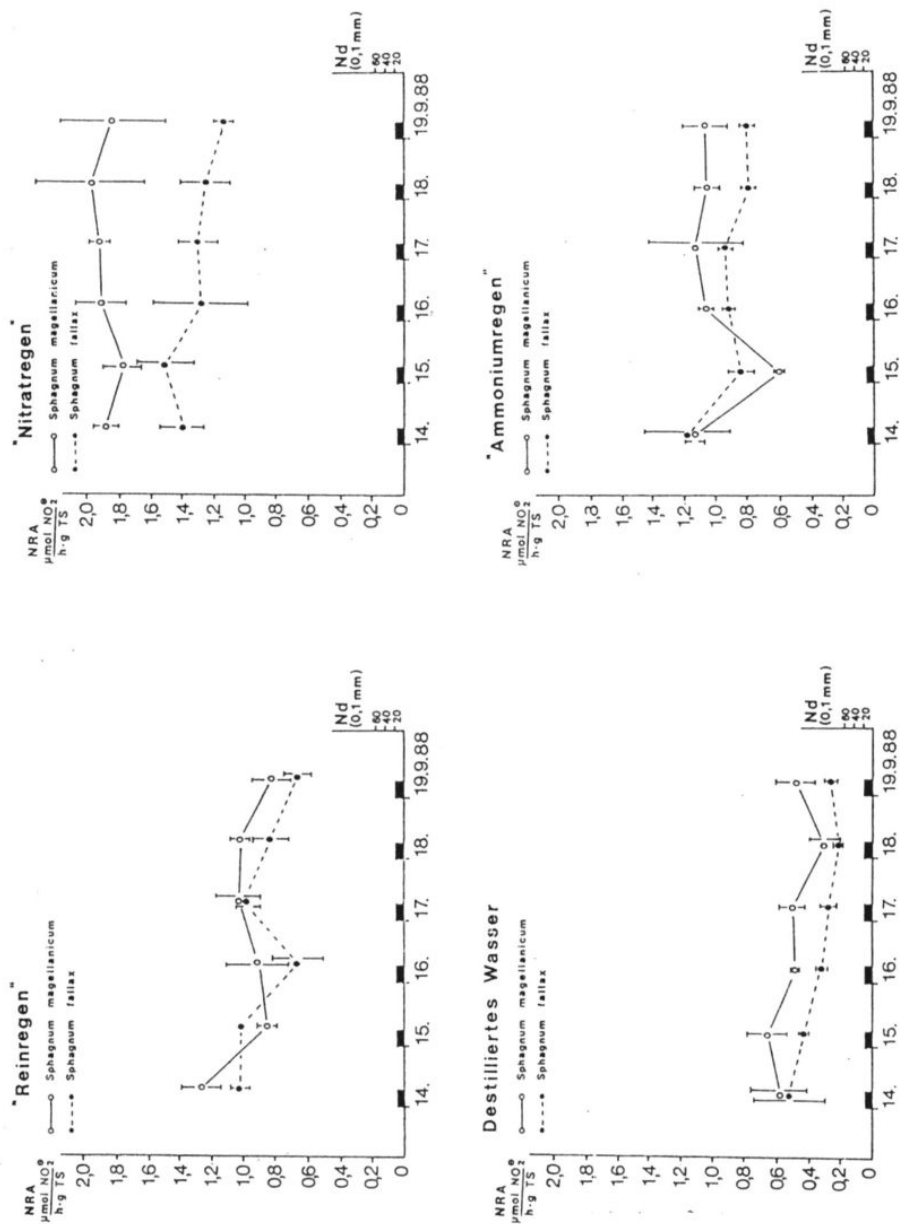 "Reinregen"
NRA
µmol NO₂⊖
h·g TS
Sphagnum magellanicum
Sphagnum fallax
2,0
1,8
1,6
1,4
1,2
1,0
0,8
0,6
0,4
0,2
0
Nd
(0,1 mm)
60
40
20
14. 15. 16. 17. 18. 19.9.88
"Nitratregen"
NRA
µmol NO₂⊖
h·g TS
Sphagnum magellanicum
Sphagnum fallax
2,0
1,8
1,6
1,4
1,2
1,0
0,8
0,6
0,4
0,2
0
Nd
(0,1 mm)
60
40
20
14. 15. 16. 17. 18. 19.9.88
Destilliertes Wasser
NRA
µmol NO₂⊖
h·g TS
Sphagnum magellanicum
Sphagnum fallax
2,0
1,8
1,6
1,4
1,2
1,0
0,8
0,6
0,4
0,2
0
Nd
(0,1 mm)
60
40
20
14. 15. 16. 17. 18. 19.9.88
"Ammoniumregen"
NRA
µmol NO₂⊖
h·g TS
Sphagnum magellanicum
Sphagnum fallax
2,0
1,8
1,6
1,4
1,2
1,0
0,8
0,6
0,4
0,2
0
Nd
(0,1 mm)
60
40
20
14. 15. 16. 17. 18. 19.9.88